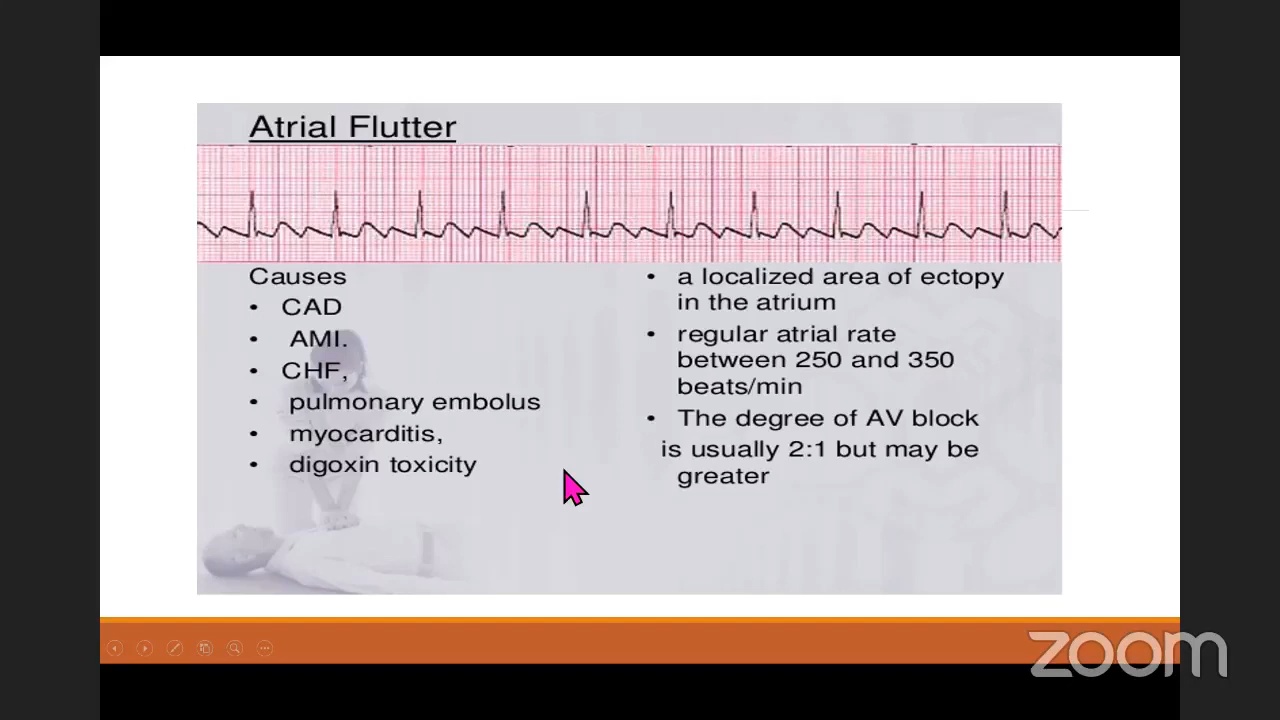 Atrial Flutter
Causes
• CAD
• AMI.
• CHF,
• pulmonary embolus
• myocarditis,
• digoxin toxicity
• a localized area of ectopy
in the atrium
• regular atrial rate
between 250 and 350
beats/min
• The degree of AV block
is usually 2:1 but may be
greater
zoom